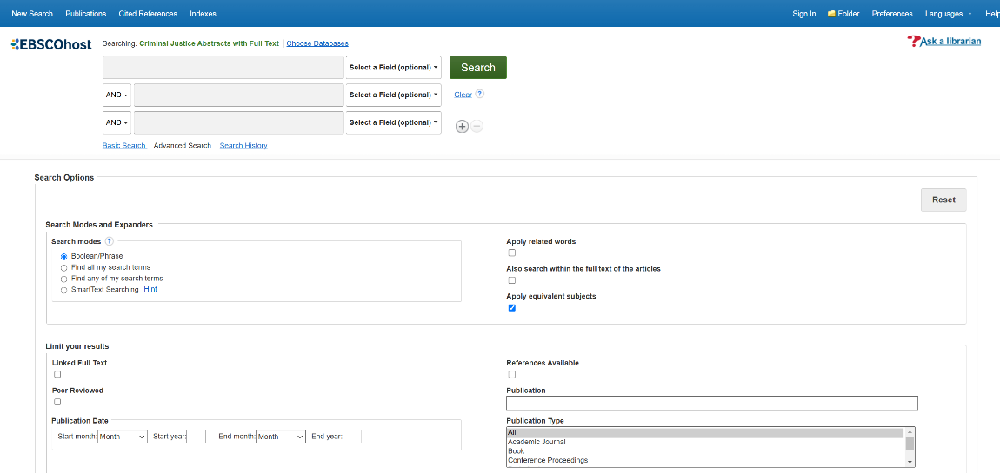 New Search Publications Cited References Indexes Sign In Folder Preferences Languages Help
EBSCOhost Searching: Criminal Justice Abstracts with Full Text | Choose Databases ?Ask a librarian
Select a Field (optional) Search
AND Select a Field (optional) Clear ?
AND Select a Field (optional)
Basic Search Advanced Search Search History
Search Options
Reset
Search Modes and Expanders
Search modes ? Apply related words
Boolean/Phrase
Find all my search terms Also search within the full text of the articles
Find any of my search terms
SmartText Searching Hint
Apply equivalent subjects
Limit your results
Linked Full Text References Available
Peer Reviewed Publication
Publication Date Publication Type
Start month: Month Start year: — End month: Month End year: All
Academic Journal
Book
Conference Proceedings